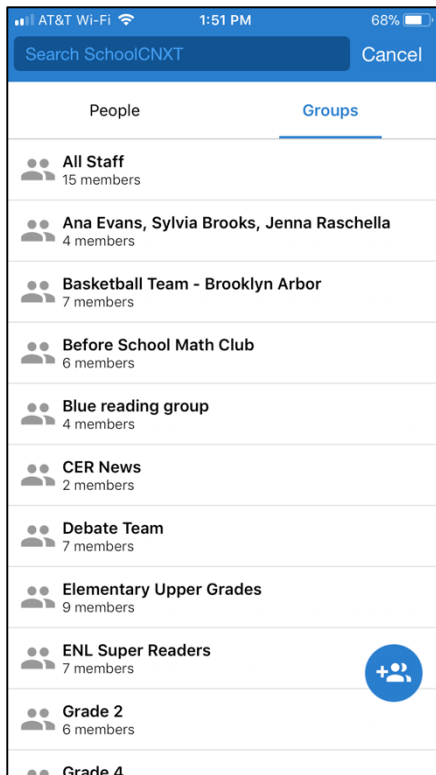 AT&T Wi-Fi 1:51 PM 68%
Search SchoolCNXT Cancel
People Groups
All Staff
15 members
Ana Evans, Sylvia Brooks, Jenna Raschella
4 members
Basketball Team - Brooklyn Arbor
7 members
Before School Math Club
6 members
Blue reading group
4 members
CER News
2 members
Debate Team
7 members
Elementary Upper Grades
9 members
ENL Super Readers
7 members
Grade 2
6 members
Grade 4